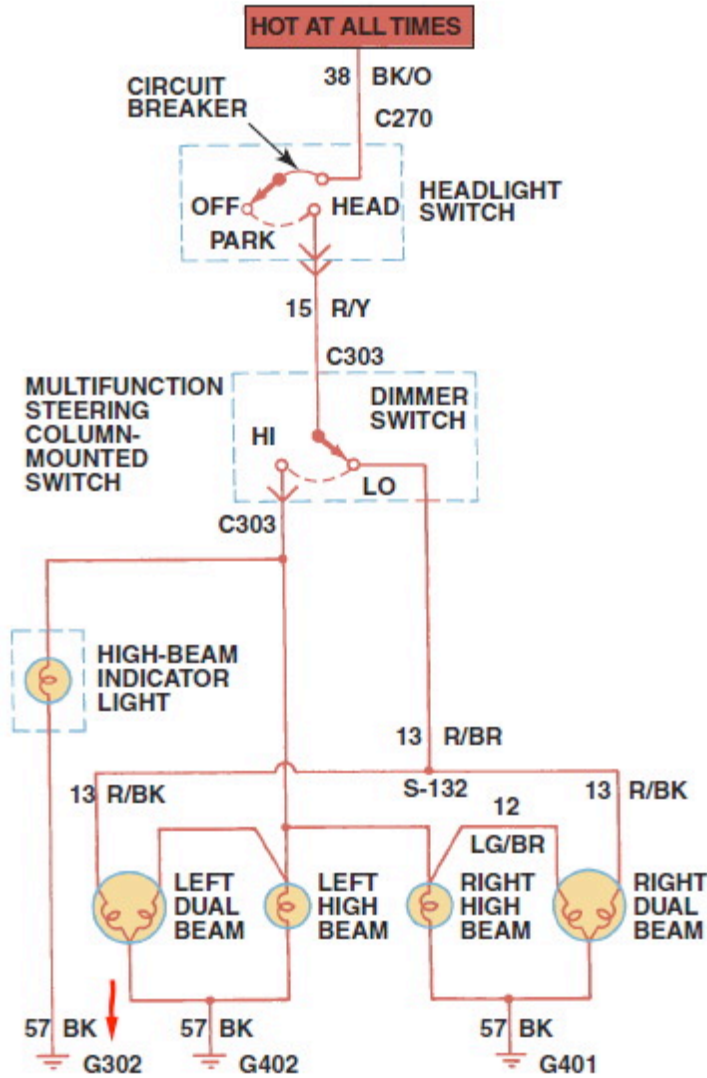 HOT AT ALL TIMES
38 BK/O
CIRCUIT
BREAKER
C270
OFF
HEAD
PARK
HEADLIGHT
SWITCH
15 R/Y
C303
MULTIFUNCTION
STEERING
COLUMN-
MOUNTED
SWITCH
DIMMER
SWITCH
HI
LO
C303
HIGH-BEAM
INDICATOR
LIGHT
13 R/BR
S-132
13 R/BK
12
LG/BR
13 R/BK
LEFT
DUAL
BEAM
LEFT
HIGH
BEAM
RIGHT
HIGH
BEAM
RIGHT
DUAL
BEAM
57 BK
G302
57 BK
G402
57 BK
G401